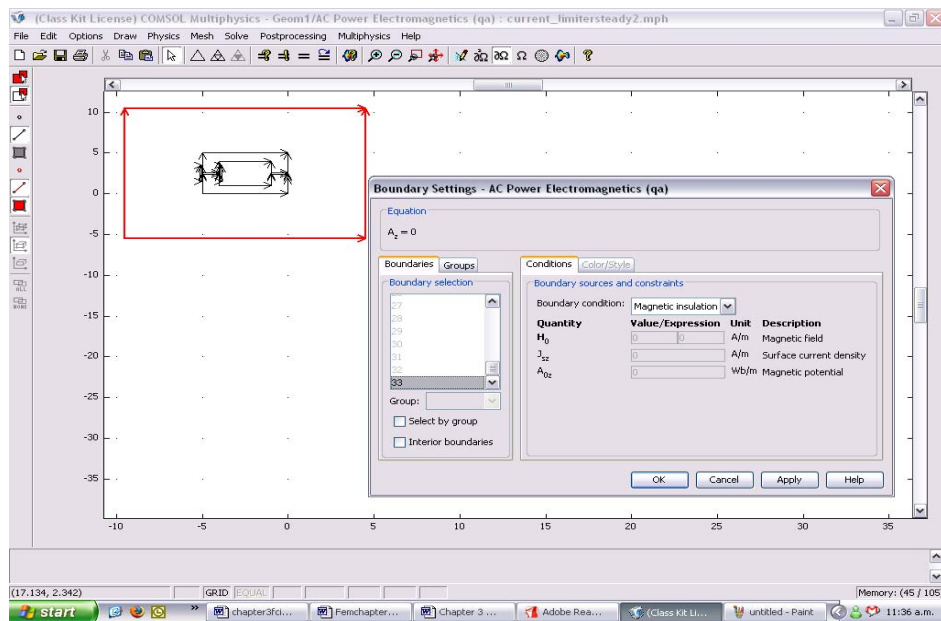 (Class Kit License) COMSOL Multiphysics - Geom1/AC Power Electromagnetics (qa) : current_limitersteady2.mph
File Edit Options Draw Physics Mesh Solve Postprocessing Multiphysics Help
10
5
0
-5
-10
-15
-20
-25
-30
-35
-10 -5 0 5 10 15 20 25 30 35
Boundary Settings - AC Power Electromagnetics (qa)
Equation
A_z = 0
Boundaries Groups
Boundary selection
27
28
29
30
31
32
33
Group:
Select by group
Interior boundaries
Conditions Color/Style
Boundary sources and constraints
Boundary condition: Magnetic insulation
Quantity Value/Expression Unit Description
H_0 0 0 A/m Magnetic field
J_sz 0 A/m Surface current density
A_0z 0 Wb/m Magnetic potential
OK Cancel Apply Help
(17.134, 2.342) GRID EQUAL Memory: (45 / 105
start » chapter3fcl... Femchapter... Chapter 3 ... Adobe Rea... (Class Kit Li... untitled - Paint 11:36 a.m.